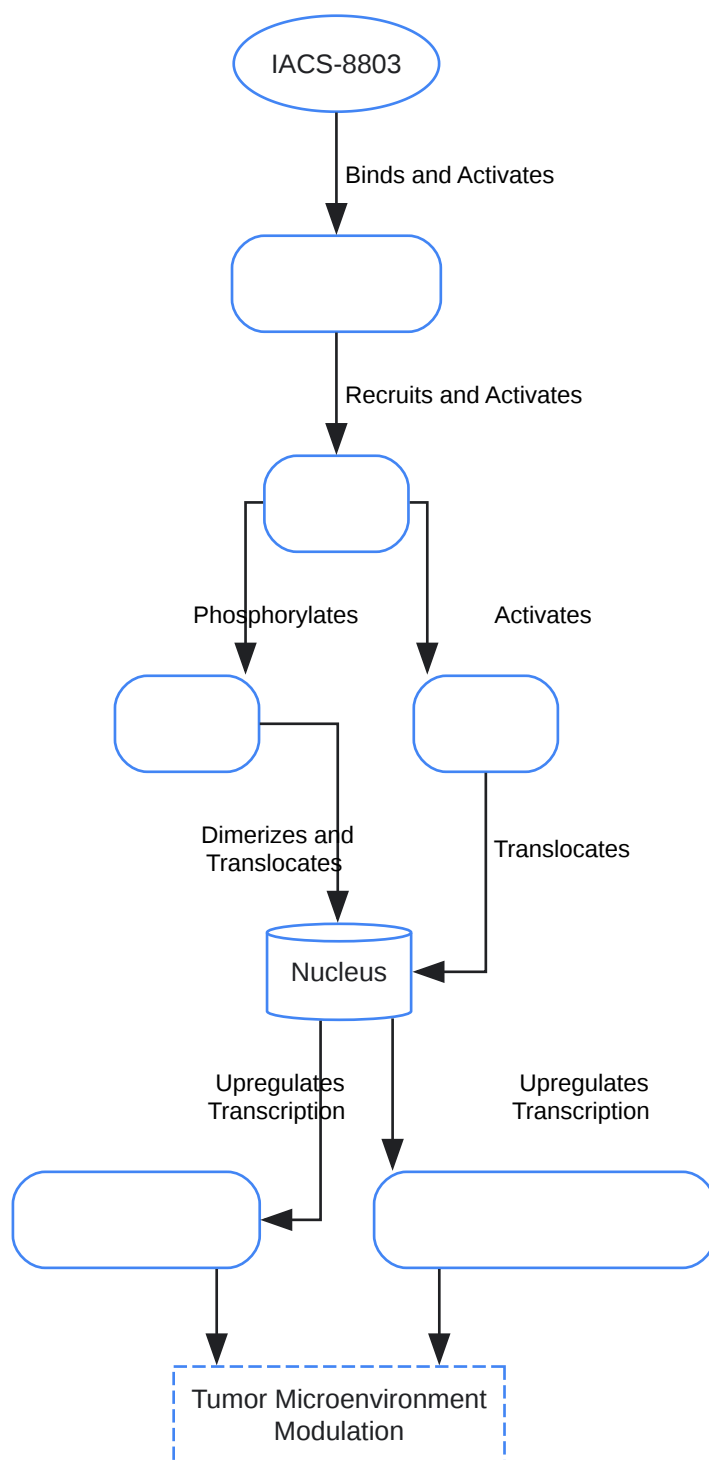 IACS-8803
Binds and Activates
Recruits and Activates
Phosphorylates
Activates
Dimerizes and
Translocates
Translocates
Nucleus
Upregulates
Transcription
Upregulates
Transcription
Tumor Microenvironment
Modulation